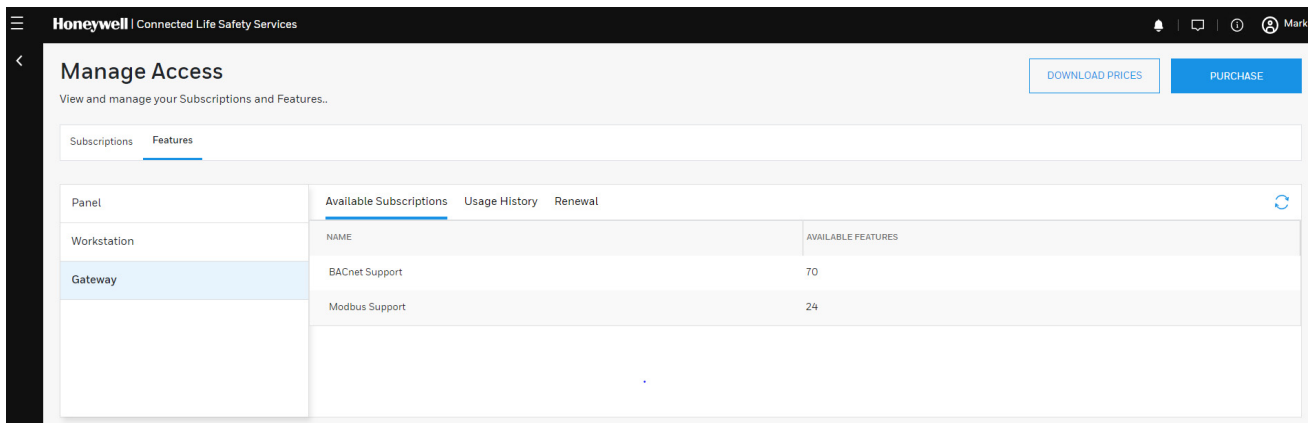 Honeywell | Connected Life Safety Services
Mark
Manage Access
DOWNLOAD PRICES
PURCHASE
View and manage your Subscriptions and Features..
Subscriptions Features
Panel
Workstation
Gateway
Available Subscriptions Usage History Renewal
NAME AVAILABLE FEATURES
BACnet Support 70
Modbus Support 24